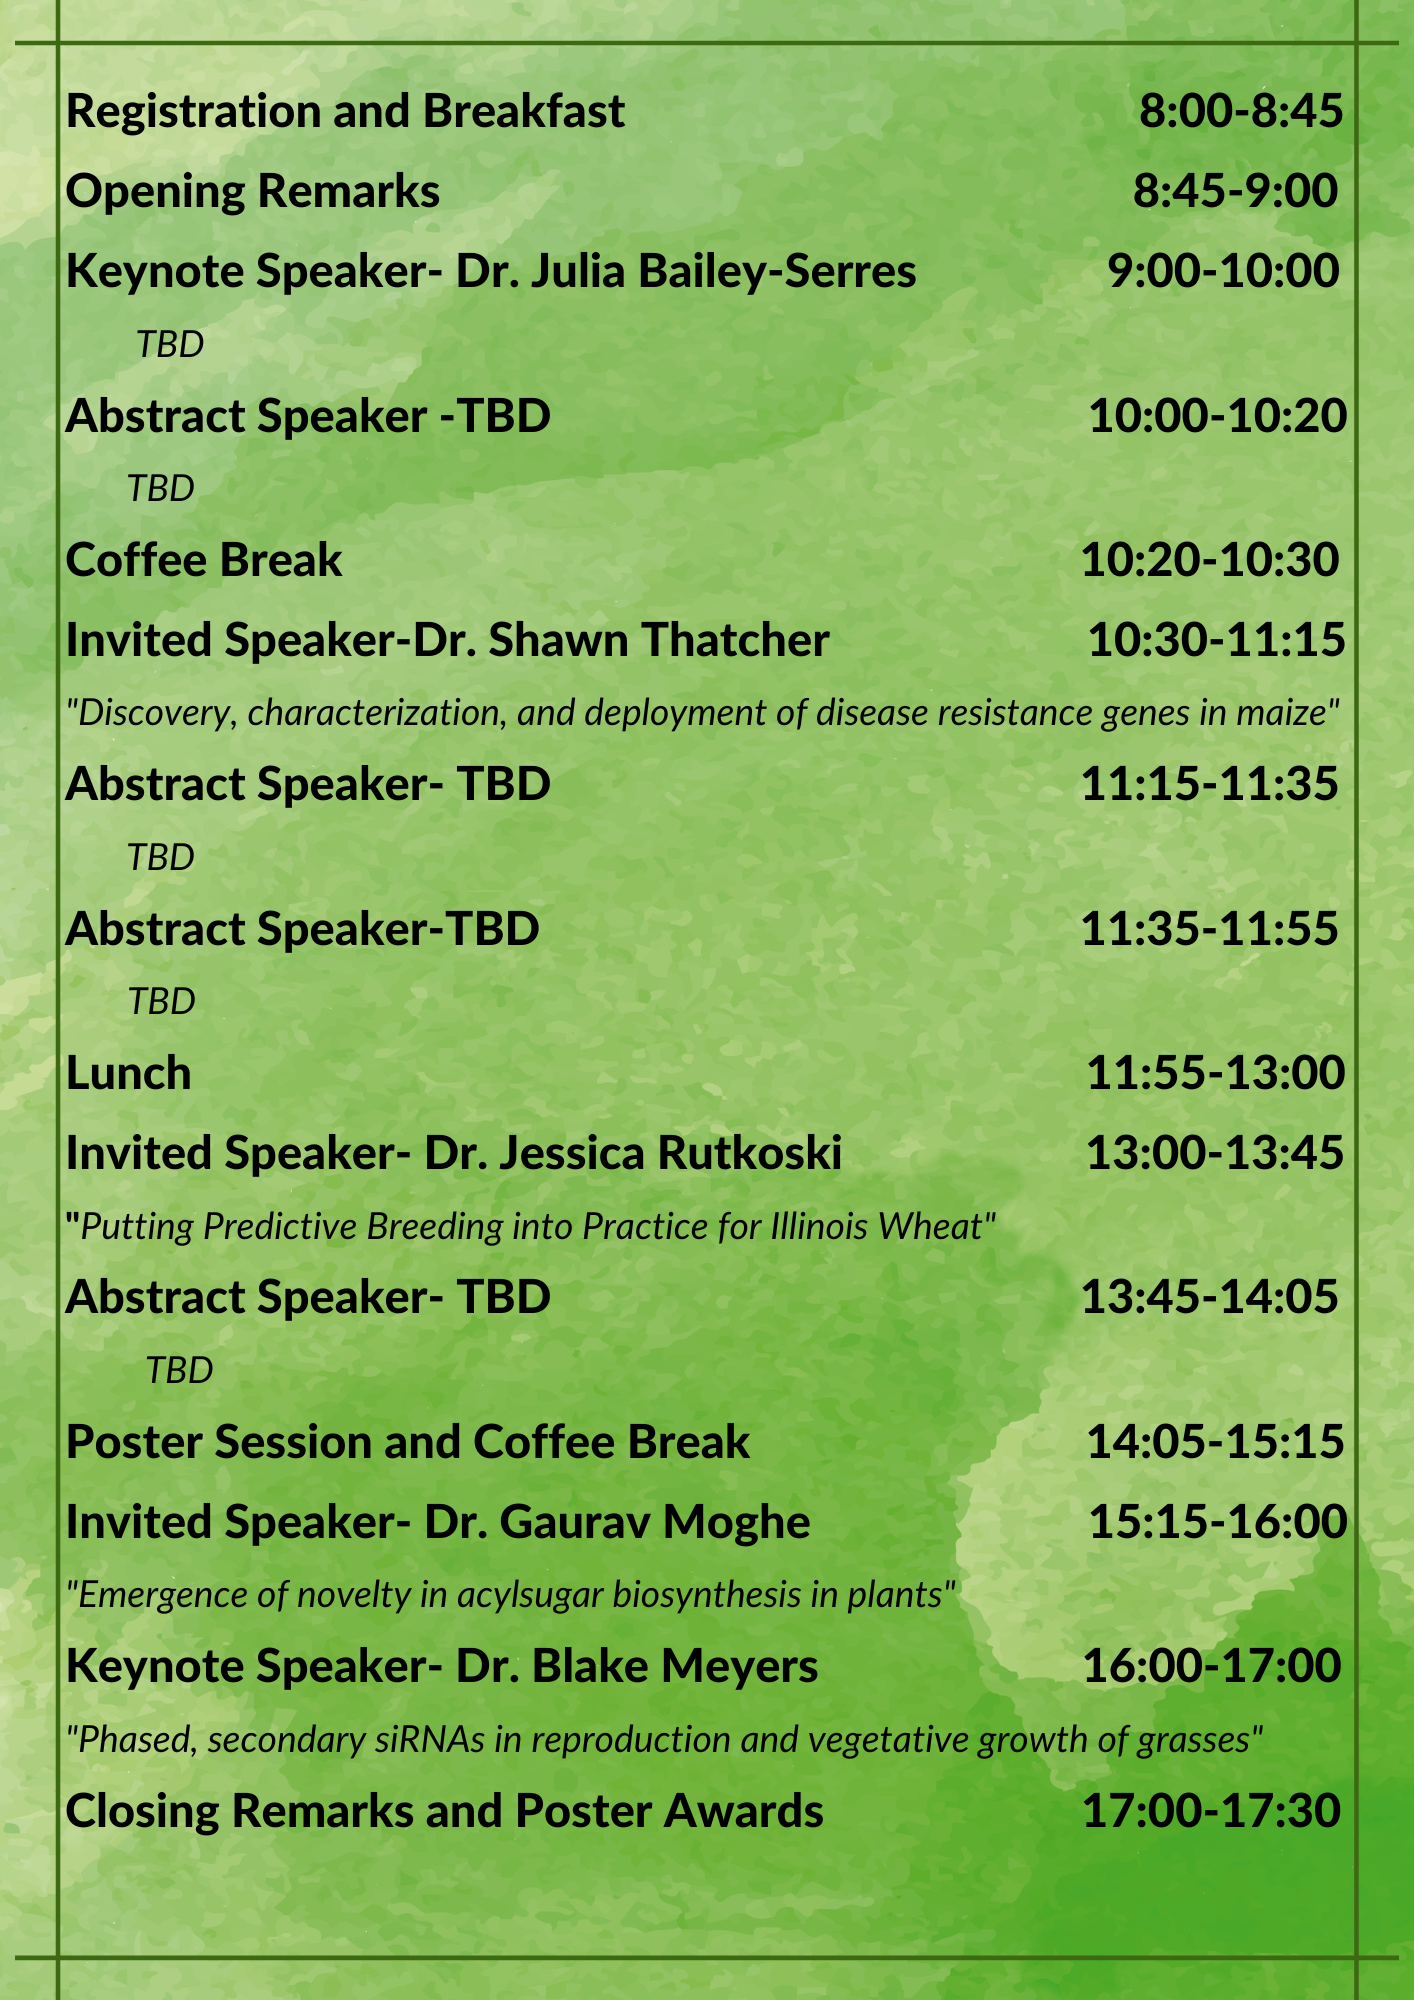 Registration and Breakfast 8:00-8:45
Opening Remarks 8:45-9:00
Keynote Speaker- Dr. Julia Bailey-Serres 9:00-10:00
TBD
Abstract Speaker -TBD 10:00-10:20
TBD
Coffee Break 10:20-10:30
Invited Speaker-Dr. Shawn Thatcher 10:30-11:15
"Discovery, characterization, and deployment of disease resistance genes in maize"
Abstract Speaker- TBD 11:15-11:35
TBD
Abstract Speaker-TBD 11:35-11:55
TBD
Lunch 11:55-13:00
Invited Speaker- Dr. Jessica Rutkoski 13:00-13:45
"Putting Predictive Breeding into Practice for Illinois Wheat"
Abstract Speaker- TBD 13:45-14:05
TBD
Poster Session and Coffee Break 14:05-15:15
Invited Speaker- Dr. Gaurav Moghe 15:15-16:00
"Emergence of novelty in acylsugar biosynthesis in plants"
Keynote Speaker- Dr. Blake Meyers 16:00-17:00
"Phased, secondary siRNAs in reproduction and vegetative growth of grasses"
Closing Remarks and Poster Awards 17:00-17:30